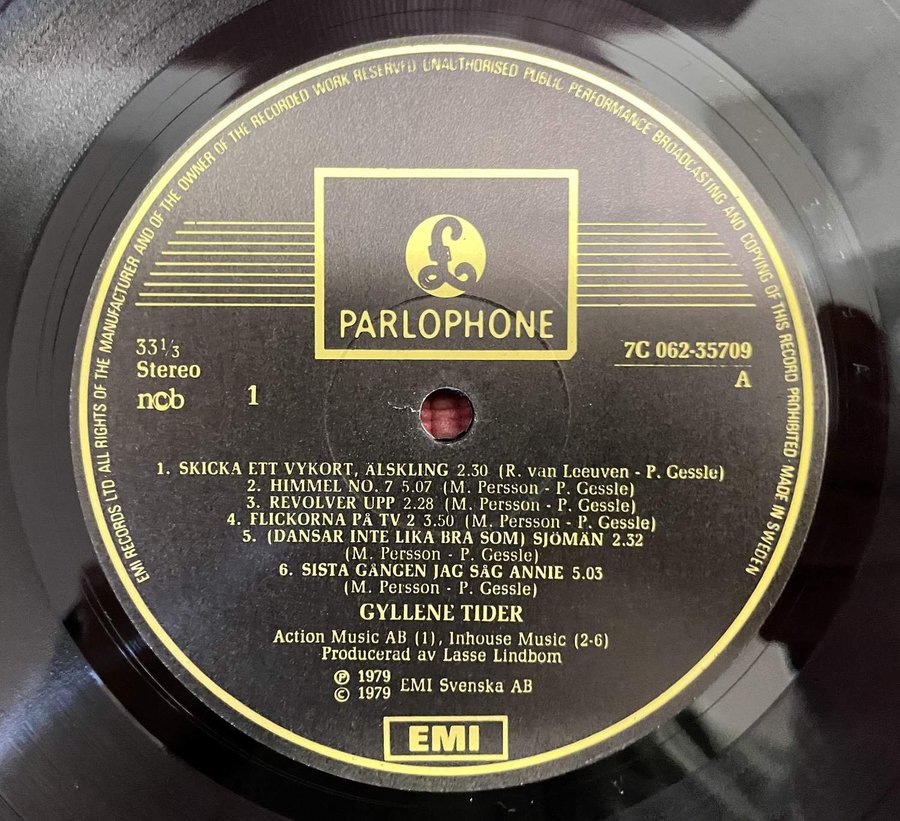 EMI RECORDS LTD ALL RIGHTS OF THE MANUFACTURER AND OF THE OWNER OF THE RECORDED WORK RESERVED UNAUTHORISED PUBLIC PERFORMANCE BROADCASTING AND COPYING OF THIS RECORD PROHIBITED · MADE IN SWEDEN
£
PARLOPHONE
33 1/3
Stereo
ncb
1
7C 062-35709
A
1. SKICKA ETT VYKORT, ÄLSKLING 2.30 (R. van Leeuven - P. Gessle)
2. HIMMEL NO. 7 5.07 (M. Persson - P. Gessle)
3. REVOLVER UPP 2.28 (M. Persson - P. Gessle)
4. FLICKORNA PÅ TV 2 3.50 (M. Persson - P. Gessle)
5. (DANSAR INTE LIKA BRA SOM) SJÖMÄN 2.32
(M. Persson - P. Gessle)
6. SISTA GÅNGEN JAG SÅG ANNIE 5.03
(M. Persson - P. Gessle)
GYLLENE TIDER
Action Music AB (1), Inhouse Music (2-6)
Producerad av Lasse Lindbom
℗ 1979
© 1979 EMI Svenska AB
EMI